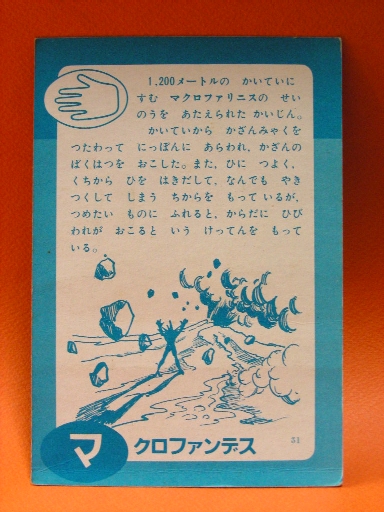 1,200メートルの かいていに
すむ マクロファリニスの せい
のうを あたえられた かいじん。
かいていから かざんみゃくを
つたわって にっぽんに あらわれ，かざんの
ばくはつを おこした。また，ひに つよく，
くちから ひを はきだして，なんでも やき
つくして しまう ちからを もって いるが，
つめたい ものに ふれると，からだに ひび
われが おこると いう けってんを もって
いる。
マクロファンデス
31